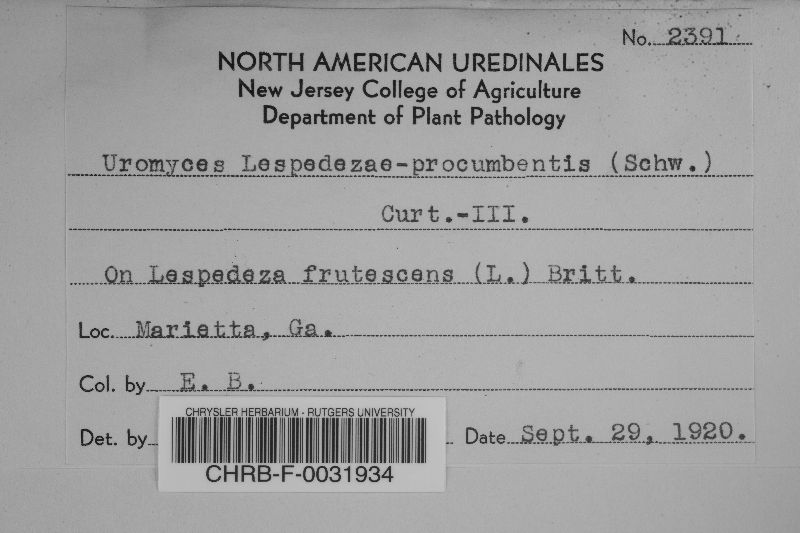 No. 2391
NORTH AMERICAN UREDINALES
New Jersey College of Agriculture
Department of Plant Pathology
Uromyces Lespedezae-procumbentis (Schw.)
Curt.-III.
On Lespedeza frutescens (L.) Britt.
Loc. Marietta, Ga.
Col. by E. B.
Det. by
Date Sept. 29, 1920.
CHRYSLER HERBARIUM - RUTGERS UNIVERSITY
CHRB-F-0031934